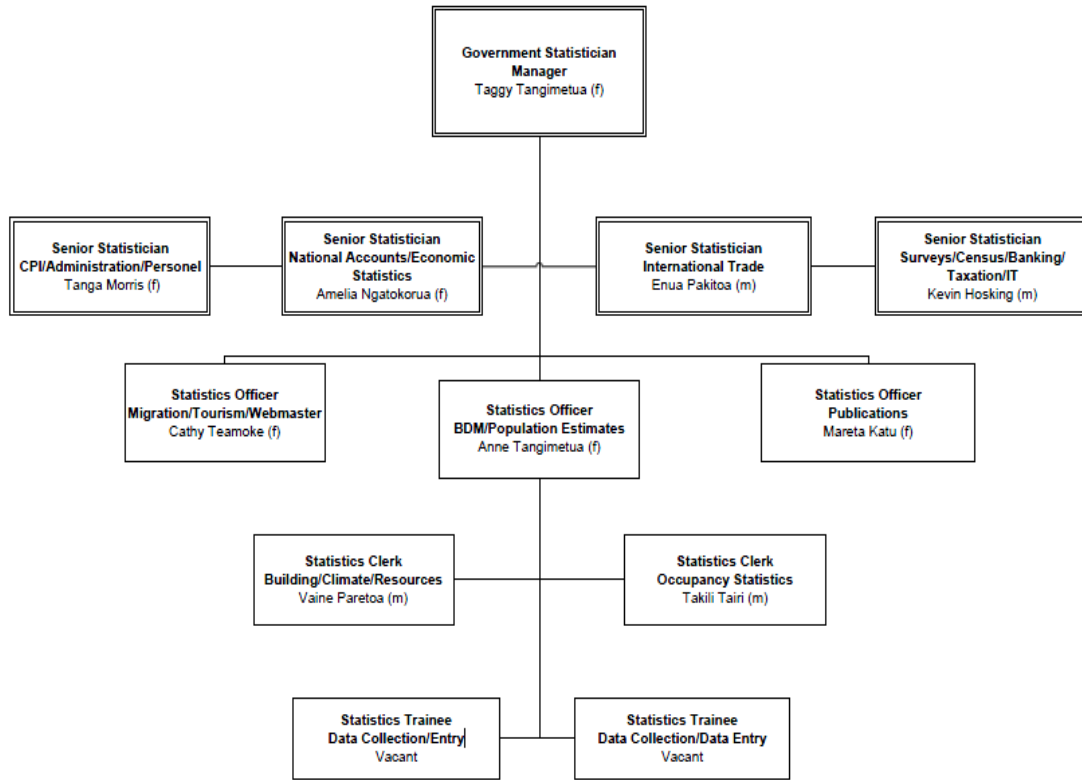 Government Statistician
Manager
Taggy Tangimetua (f)
Senior Statistician
CPI/Administration/Personel
Tanga Morris (f)
Senior Statistician
National Accounts/Economic
Statistics
Amelia Ngatokorua (f)
Senior Statistician
International Trade
Enua Pakitoa (m)
Senior Statistician
Surveys/Census/Banking/
Taxation/IT
Kevin Hosking (m)
Statistics Officer
Migration/Tourism/Webmaster
Cathy Teamoke (f)
Statistics Officer
BDM/Population Estimates
Anne Tangimetua (f)
Statistics Officer
Publications
Mareta Katu (f)
Statistics Clerk
Building/Climate/Resources
Vaine Paretoa (m)
Statistics Clerk
Occupancy Statistics
Takili Tairi (m)
Statistics Trainee
Data Collection/Entry
Vacant
Statistics Trainee
Data Collection/Data Entry
Vacant